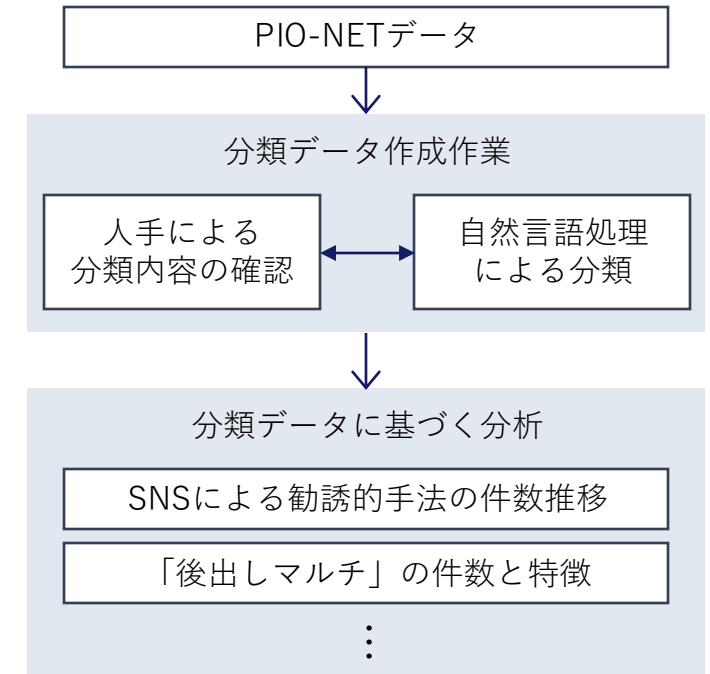 PIO-NETデータ
分類データ作成作業
人手による
分類内容の確認
自然言語処理
による分類
分類データに基づく分析
SNSによる勧誘的手法の件数推移
「後出しマルチ」の件数と特徴
⋮